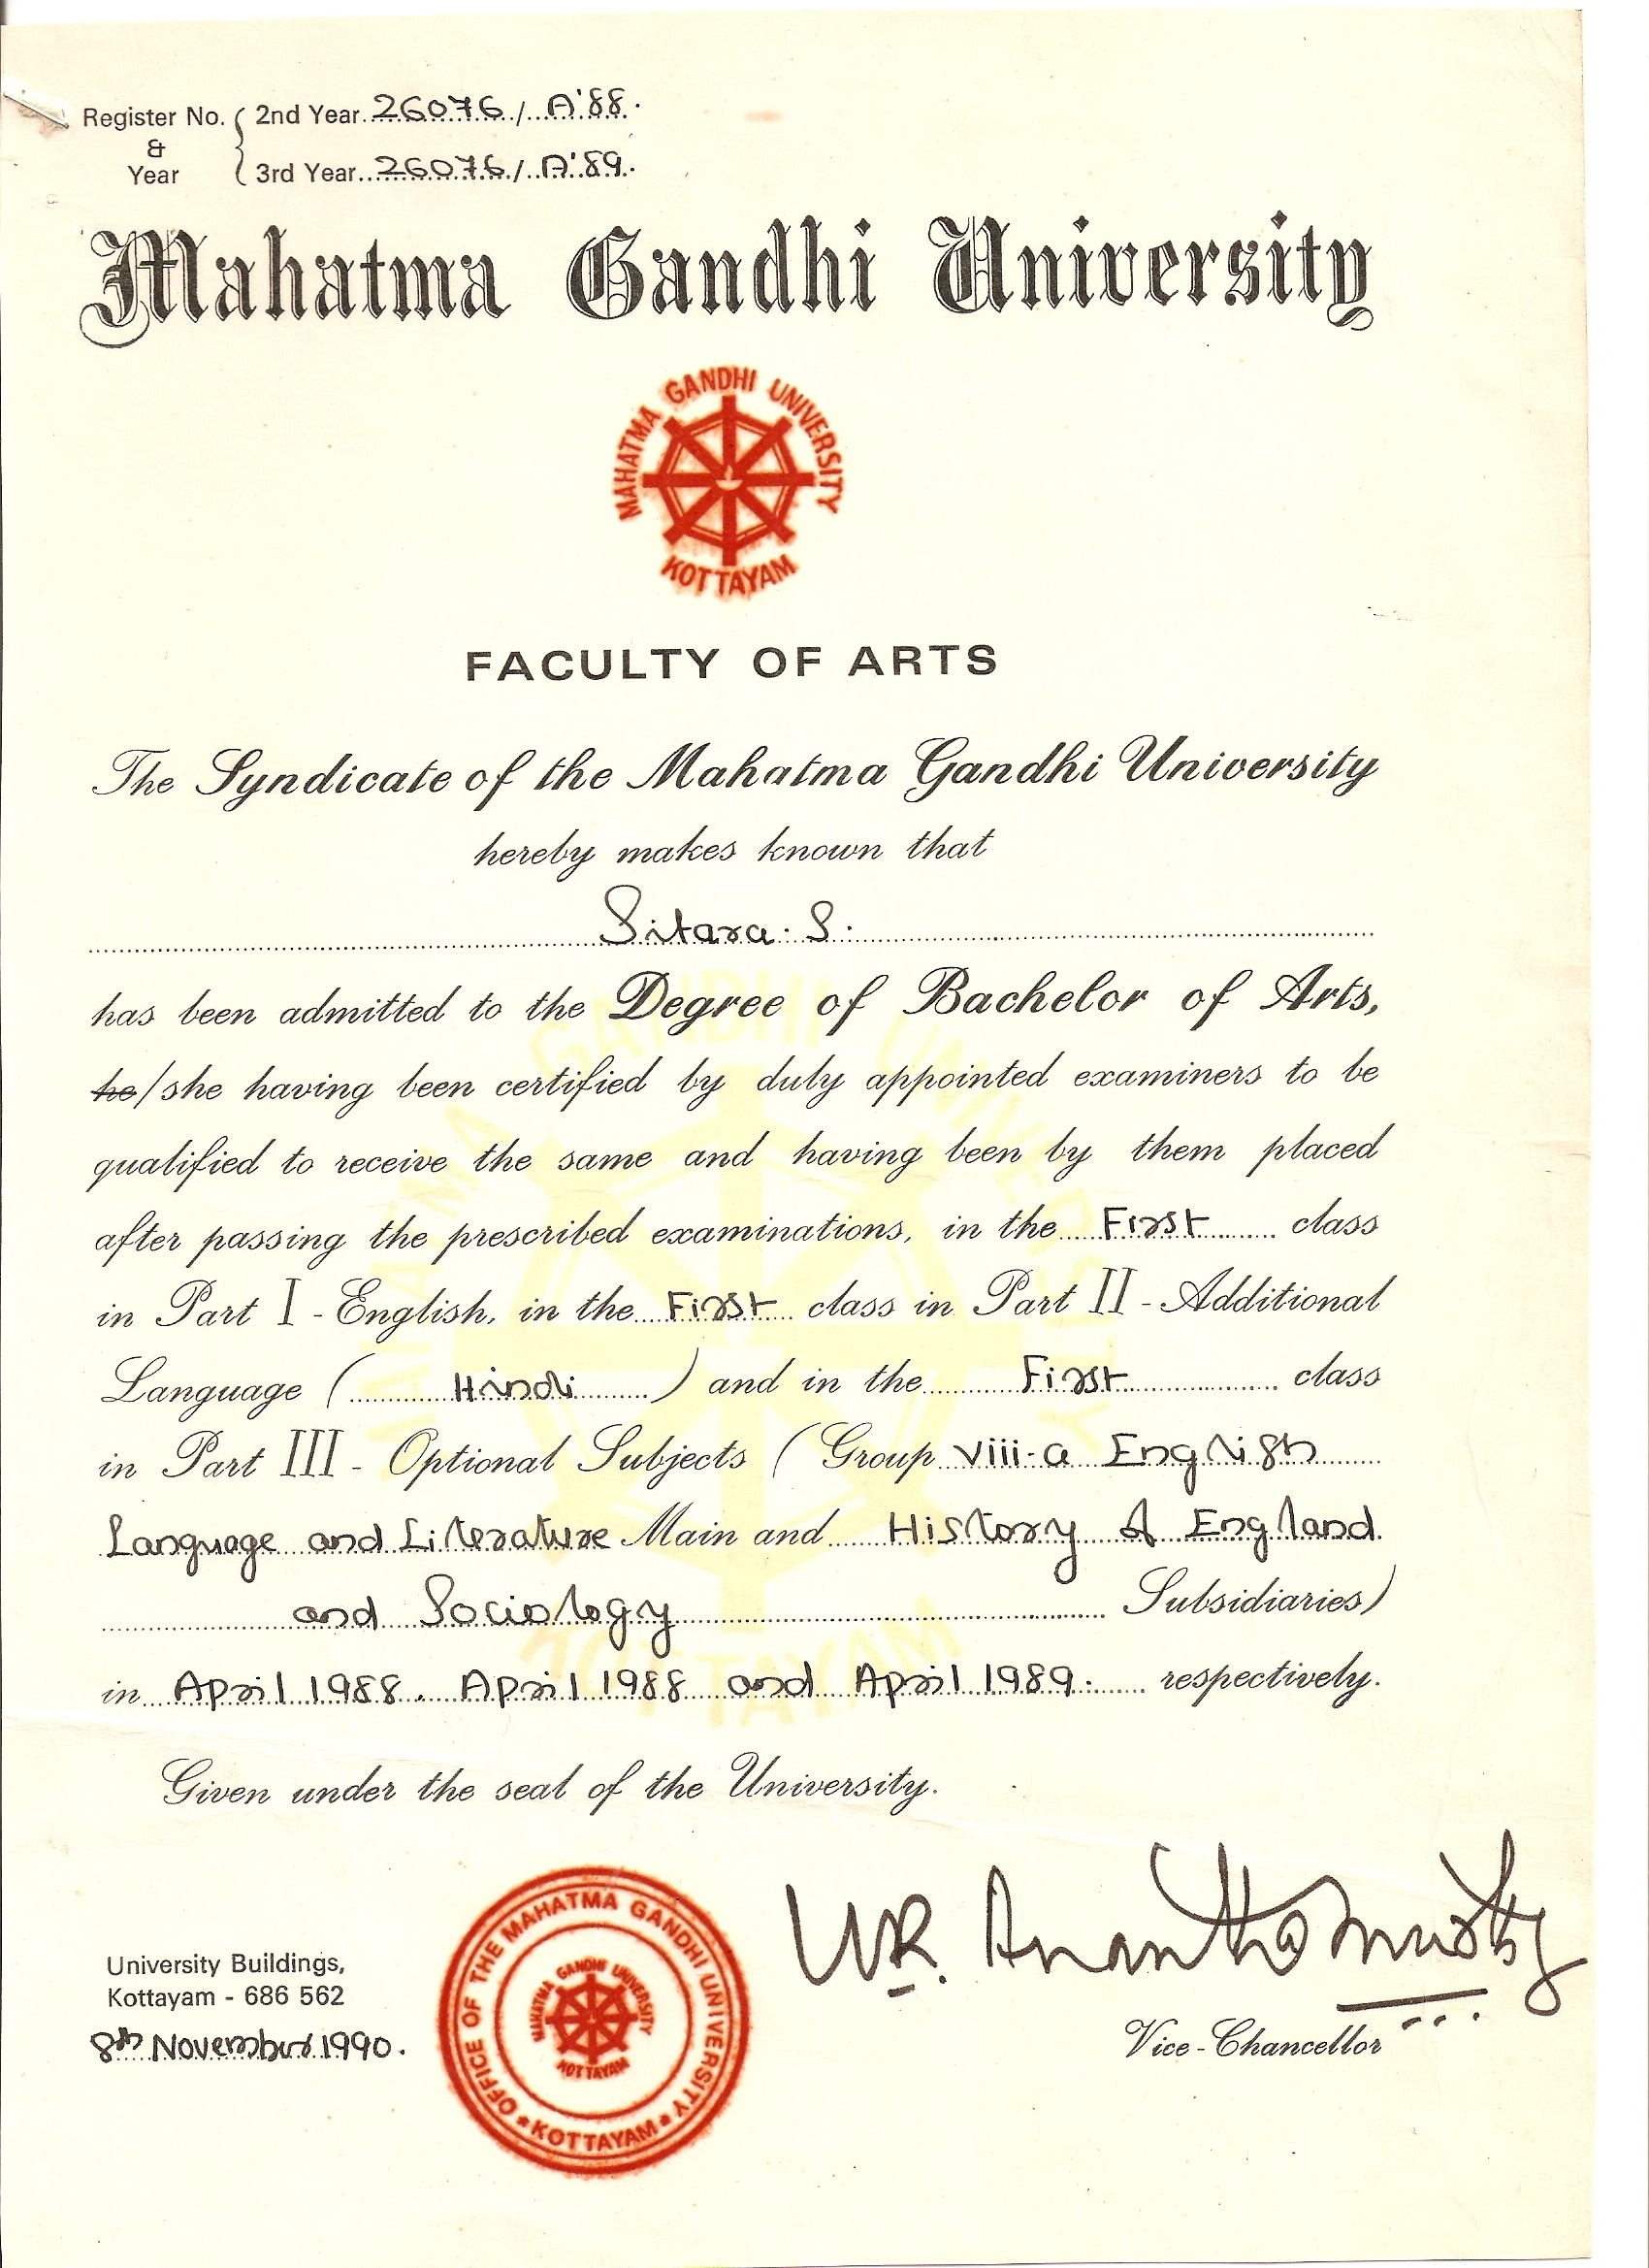 Register No. & Year { 2nd Year 26076 / A'88.
3rd Year 26076 / A'89.
Mahatma Gandhi University
MAHATMA GANDHI UNIVERSITY
KOTTAYAM
FACULTY OF ARTS
The Syndicate of the Mahatma Gandhi University
hereby makes known that
Sitara. S.
has been admitted to the Degree of Bachelor of Arts,
he/she having been certified by duly appointed examiners to be
qualified to receive the same and having been by them placed
after passing the prescribed examinations, in the First class
in Part I - English, in the First class in Part II - Additional
Language ( Hindi ) and in the First class
in Part III - Optional Subjects ( Group viii-a English
Language and Literature Main and History of England
and Sociology Subsidiaries)
in April 1988. April 1988 and April 1989. respectively.
Given under the seal of the University.
University Buildings,
Kottayam - 686 562
8th November 1990.
OFFICE OF THE MAHATMA GANDHI UNIVERSITY
* KOTTAYAM *
MAHATMA GANDHI UNIVERSITY
KOTTAYAM
U R. Ananthamurthy
Vice-Chancellor